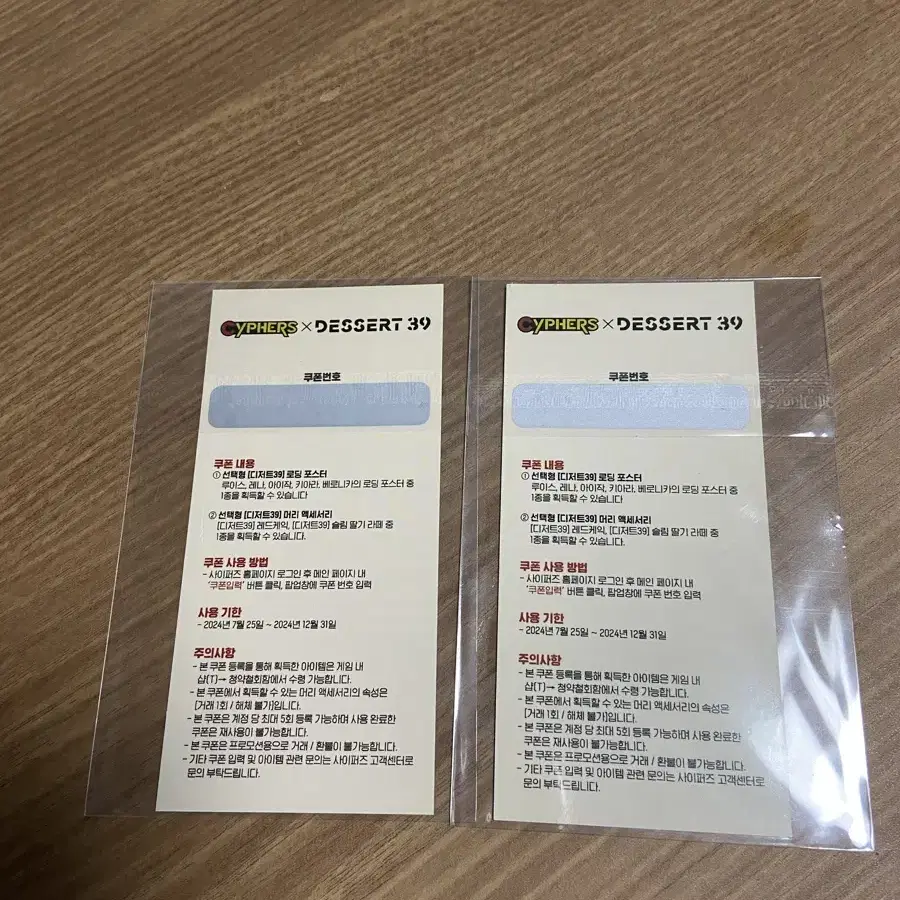 CYPHERS × DESSERT 39
쿠폰번호
쿠폰 내용
① 선택형 [디저트39] 로딩 포스터
루이스, 레나, 아이작, 키아라, 베로니카의 로딩 포스터 중
1종을 획득할 수 있습니다
② 선택형 [디저트39] 머리 액세서리
[디저트39] 레드케익, [디저트39] 슬림 딸기 라떼 중
1종을 획득할 수 있습니다.
쿠폰 사용 방법
- 사이퍼즈 홈페이지 로그인 후 메인 페이지 내
'쿠폰입력' 버튼 클릭, 팝업창에 쿠폰 번호 입력
사용 기한
- 2024년 7월 25일 ~ 2024년 12월 31일
주의사항
- 본 쿠폰 등록을 통해 획득한 아이템은 게임 내
샵(T)→ 청약철회함에서 수령 가능합니다.
- 본 쿠폰에서 획득할 수 있는 머리 액세서리의 속성은
[거래 1회 / 해체 불가]입니다.
- 본 쿠폰은 계정 당 최대 5회 등록 가능하며 사용 완료한
쿠폰은 재사용이 불가능합니다.
- 본 쿠폰은 프로모션용으로 거래 / 환불이 불가능합니다.
- 기타 쿠폰 입력 및 아이템 관련 문의는 사이퍼즈 고객센터로
문의 부탁드립니다.
CYPHERS × DESSERT 39
쿠폰번호
쿠폰 내용
① 선택형 [디저트39] 로딩 포스터
루이스, 레나, 아이작, 키아라, 베로니카의 로딩 포스터 중
1종을 획득할 수 있습니다
② 선택형 [디저트39] 머리 액세서리
[디저트39] 레드케익, [디저트39] 슬림 딸기 라떼 중
1종을 획득할 수 있습니다.
쿠폰 사용 방법
- 사이퍼즈 홈페이지 로그인 후 메인 페이지 내
'쿠폰입력' 버튼 클릭, 팝업창에 쿠폰 번호 입력
사용 기한
- 2024년 7월 25일 ~ 2024년 12월 31일
주의사항
- 본 쿠폰 등록을 통해 획득한 아이템은 게임 내
샵(T)→ 청약철회함에서 수령 가능합니다.
- 본 쿠폰에서 획득할 수 있는 머리 액세서리의 속성은
[거래 1회 / 해체 불가]입니다.
- 본 쿠폰은 계정 당 최대 5회 등록 가능하며 사용 완료한
쿠폰은 재사용이 불가능합니다.
- 본 쿠폰은 프로모션용으로 거래 / 환불이 불가능합니다.
- 기타 쿠폰 입력 및 아이템 관련 문의는 사이퍼즈 고객센터로
문의 부탁드립니다.